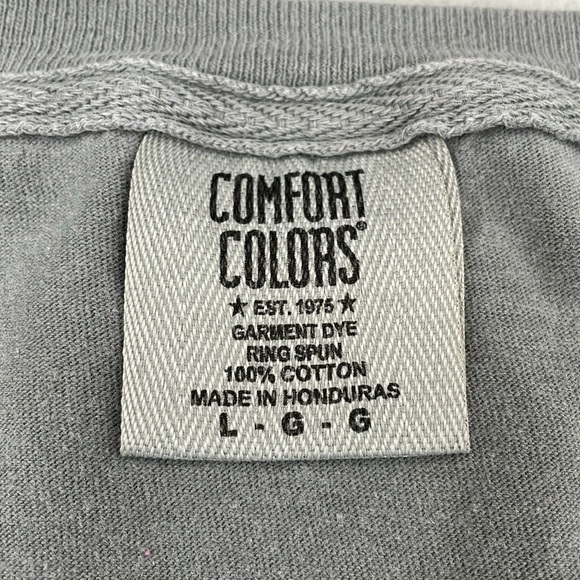 COMFORT
COLORS®
★ EST. 1975 ★
GARMENT DYE
RING SPUN
100% COTTON
MADE IN HONDURAS
L - G - G